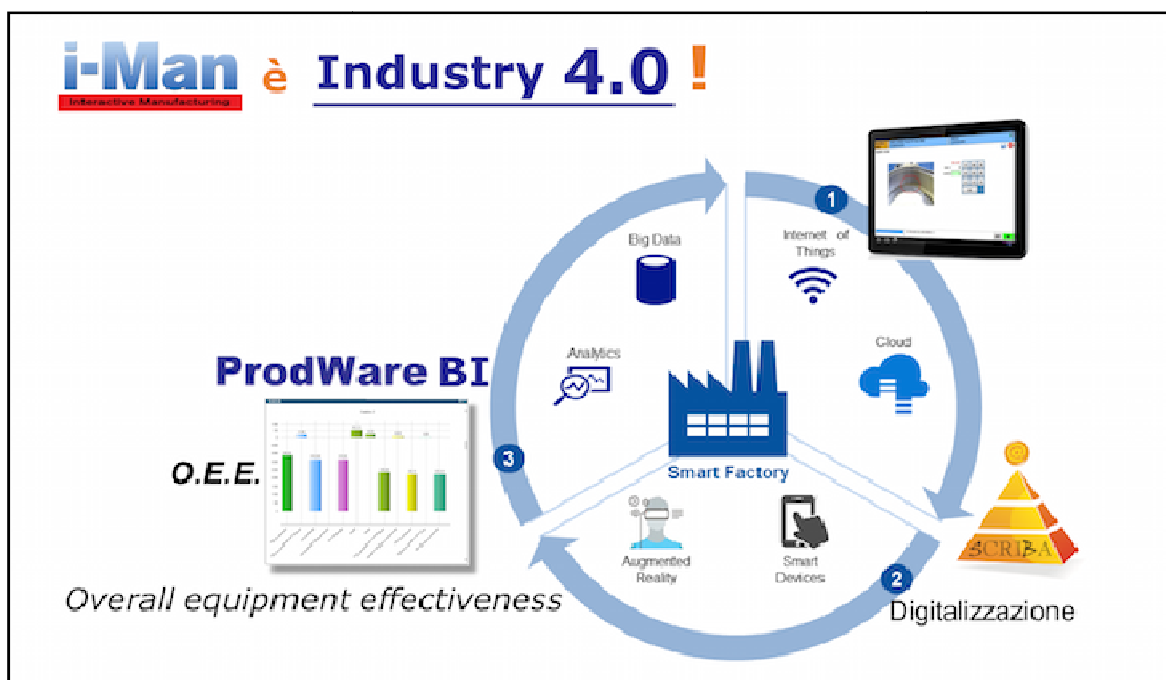 i-Man è Industry 4.0 !
Interactive Manufacturing
1
Big Data
Internet of
Things
Analytics
Cloud
ProdWare BI
3
O.E.E.
Smart Factory
@
SCRIBA
Augmented
Reality
Smart
Devices
2
Overall equipment effectiveness
Digitalizzazione